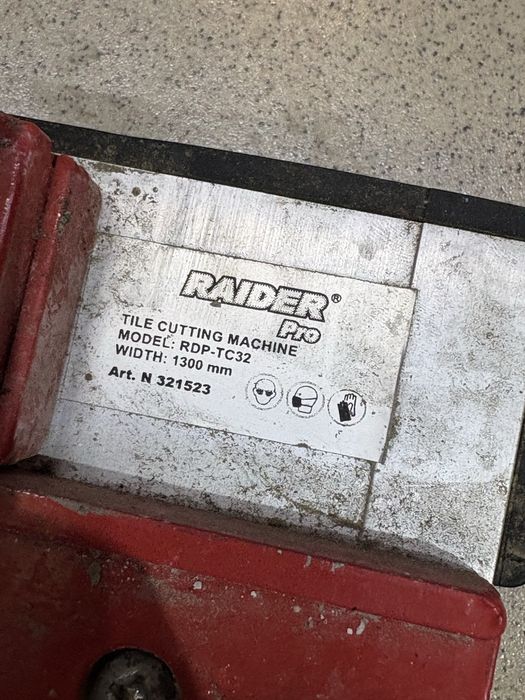 RAIDER®
Pro
TILE CUTTING MACHINE
MODEL: RDP-TC32
WIDTH: 1300 mm
Art. N 321523